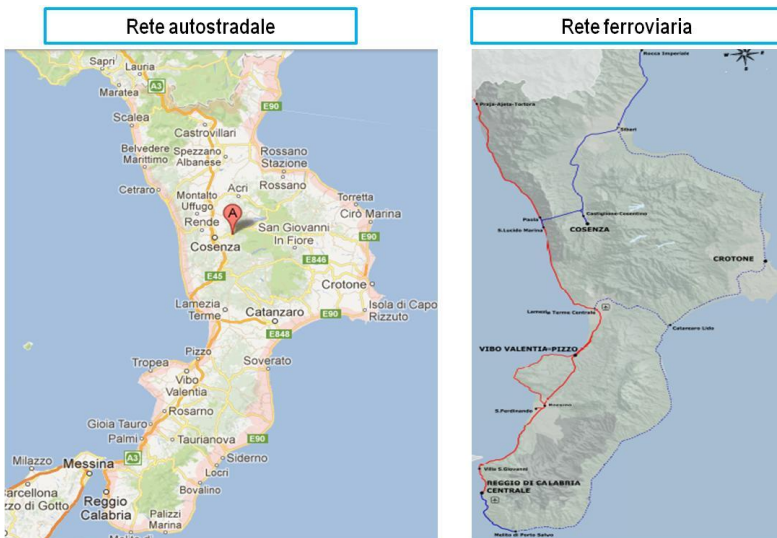 Rete autostradale
Rete ferroviaria
Sapri
Lauria
A3
Maratea
Scalea
E90
Castrovillari
Belvedere
Marittimo
Spezzano
Albanese
Rossano
Stazione
Cetraro
Acri
Rossano
Montalto
Uffugo
Torretta
Rende
A
San Giovanni
In Fiore
Cirò Marina
Cosenza
E90
E846
E45
Crotone
Lamezia
Terme
Catanzaro
E90
Isola di Capo
Rizzuto
E848
Pizzo
Tropea
Soverato
Vibo
Valentia
Rosarno
Gioia Tauro
Palmi
Taurianova
E90
Milazzo
Messina
A3
Siderno
Locri
Barcellona
zzo di Gotto
Reggio
Calabria
Bovalino
Palizzi
Marina
Rocca Imperiale
Praja-Ajeta-Tortora
Sibari
Paola
Castiglione-Cosentino
S.Lucido Marina
COSENZA
CROTONE
Lamezia Terme Centrale
Catanzaro Lido
VIBO VALENTIA-PIZZO
Rosarno
S.Ferdinando
Villa S.Giovanni
REGGIO DI CALABRIA
CENTRALE
Melito di Porto Salvo